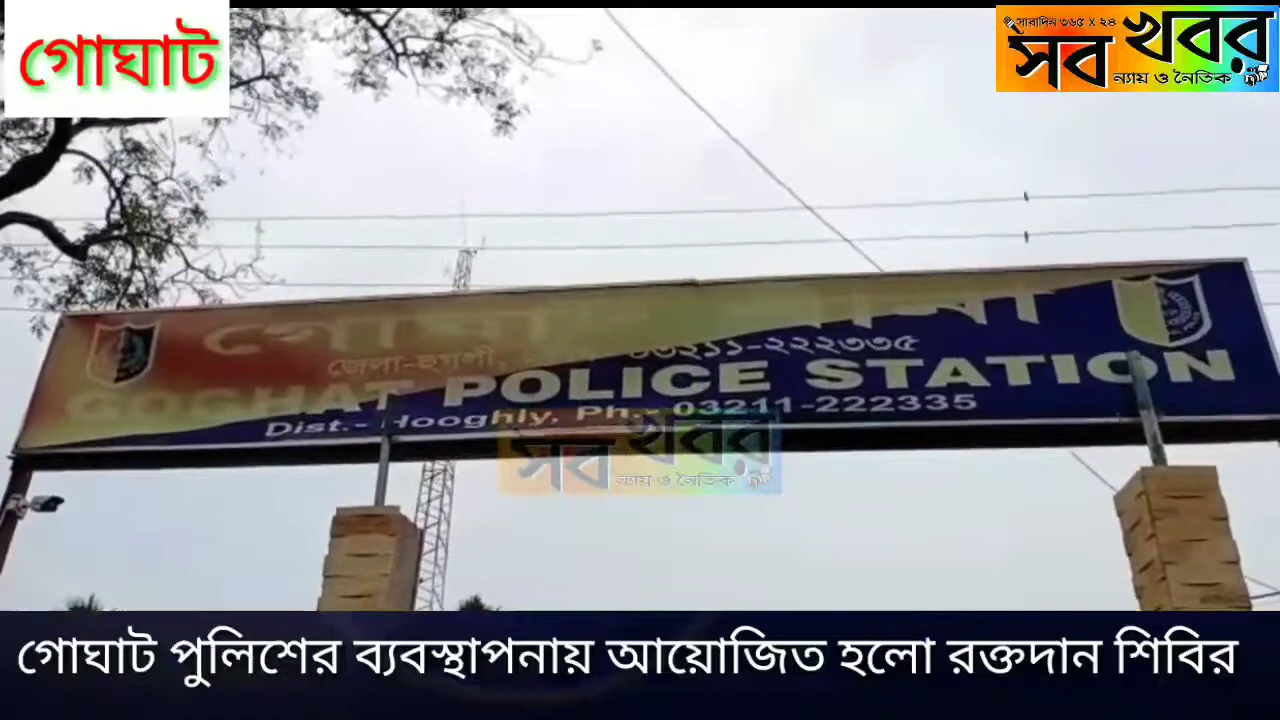 গোঘাট
সারাদিন ৩৬৫ X ২৪
সব খবর
ন্যায় ও নৈতিক
গোঘাট থানা
জেলা-হুগলী, ০৩২১১-২২২৩৩৫
GOGHAT POLICE STATION
Dist.- Hooghly, Ph.- 03211-222335
সব খবর
ন্যায় ও নৈতিক
গোঘাট পুলিশের ব্যবস্থাপনায় আয়োজিত হলো রক্তদান শিবির